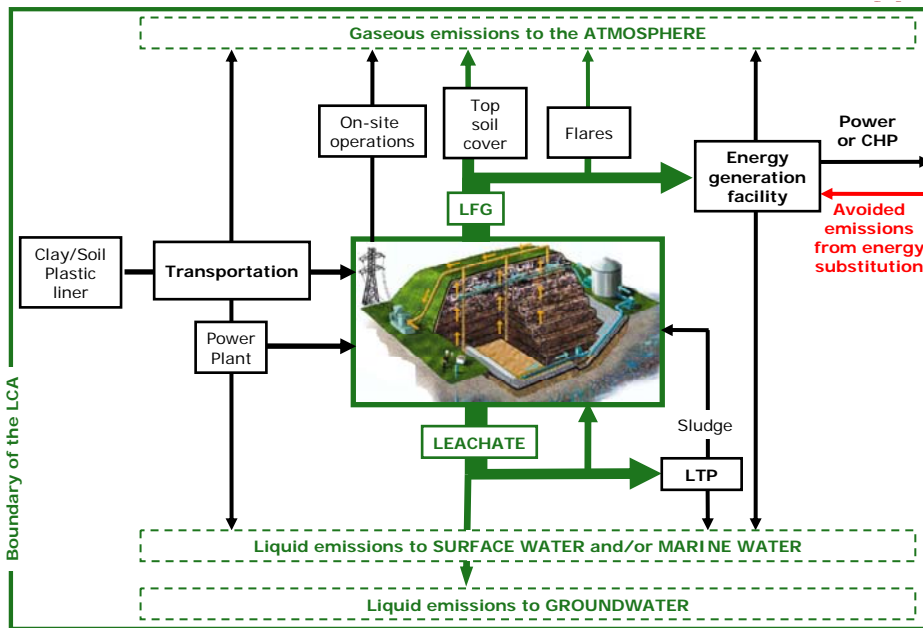 Gaseous emissions to the ATMOSPHERE
On-site
operations
Top
soil
cover
Flares
Energy
generation
facility
Power
or CHP
Avoided
emissions
from energy
substitution
LFG
Clay/Soil
Plastic
liner
Transportation
Power
Plant
Boundary of the LCA
LEACHATE
Sludge
LTP
Liquid emissions to SURFACE WATER and/or MARINE WATER
Liquid emissions to GROUNDWATER